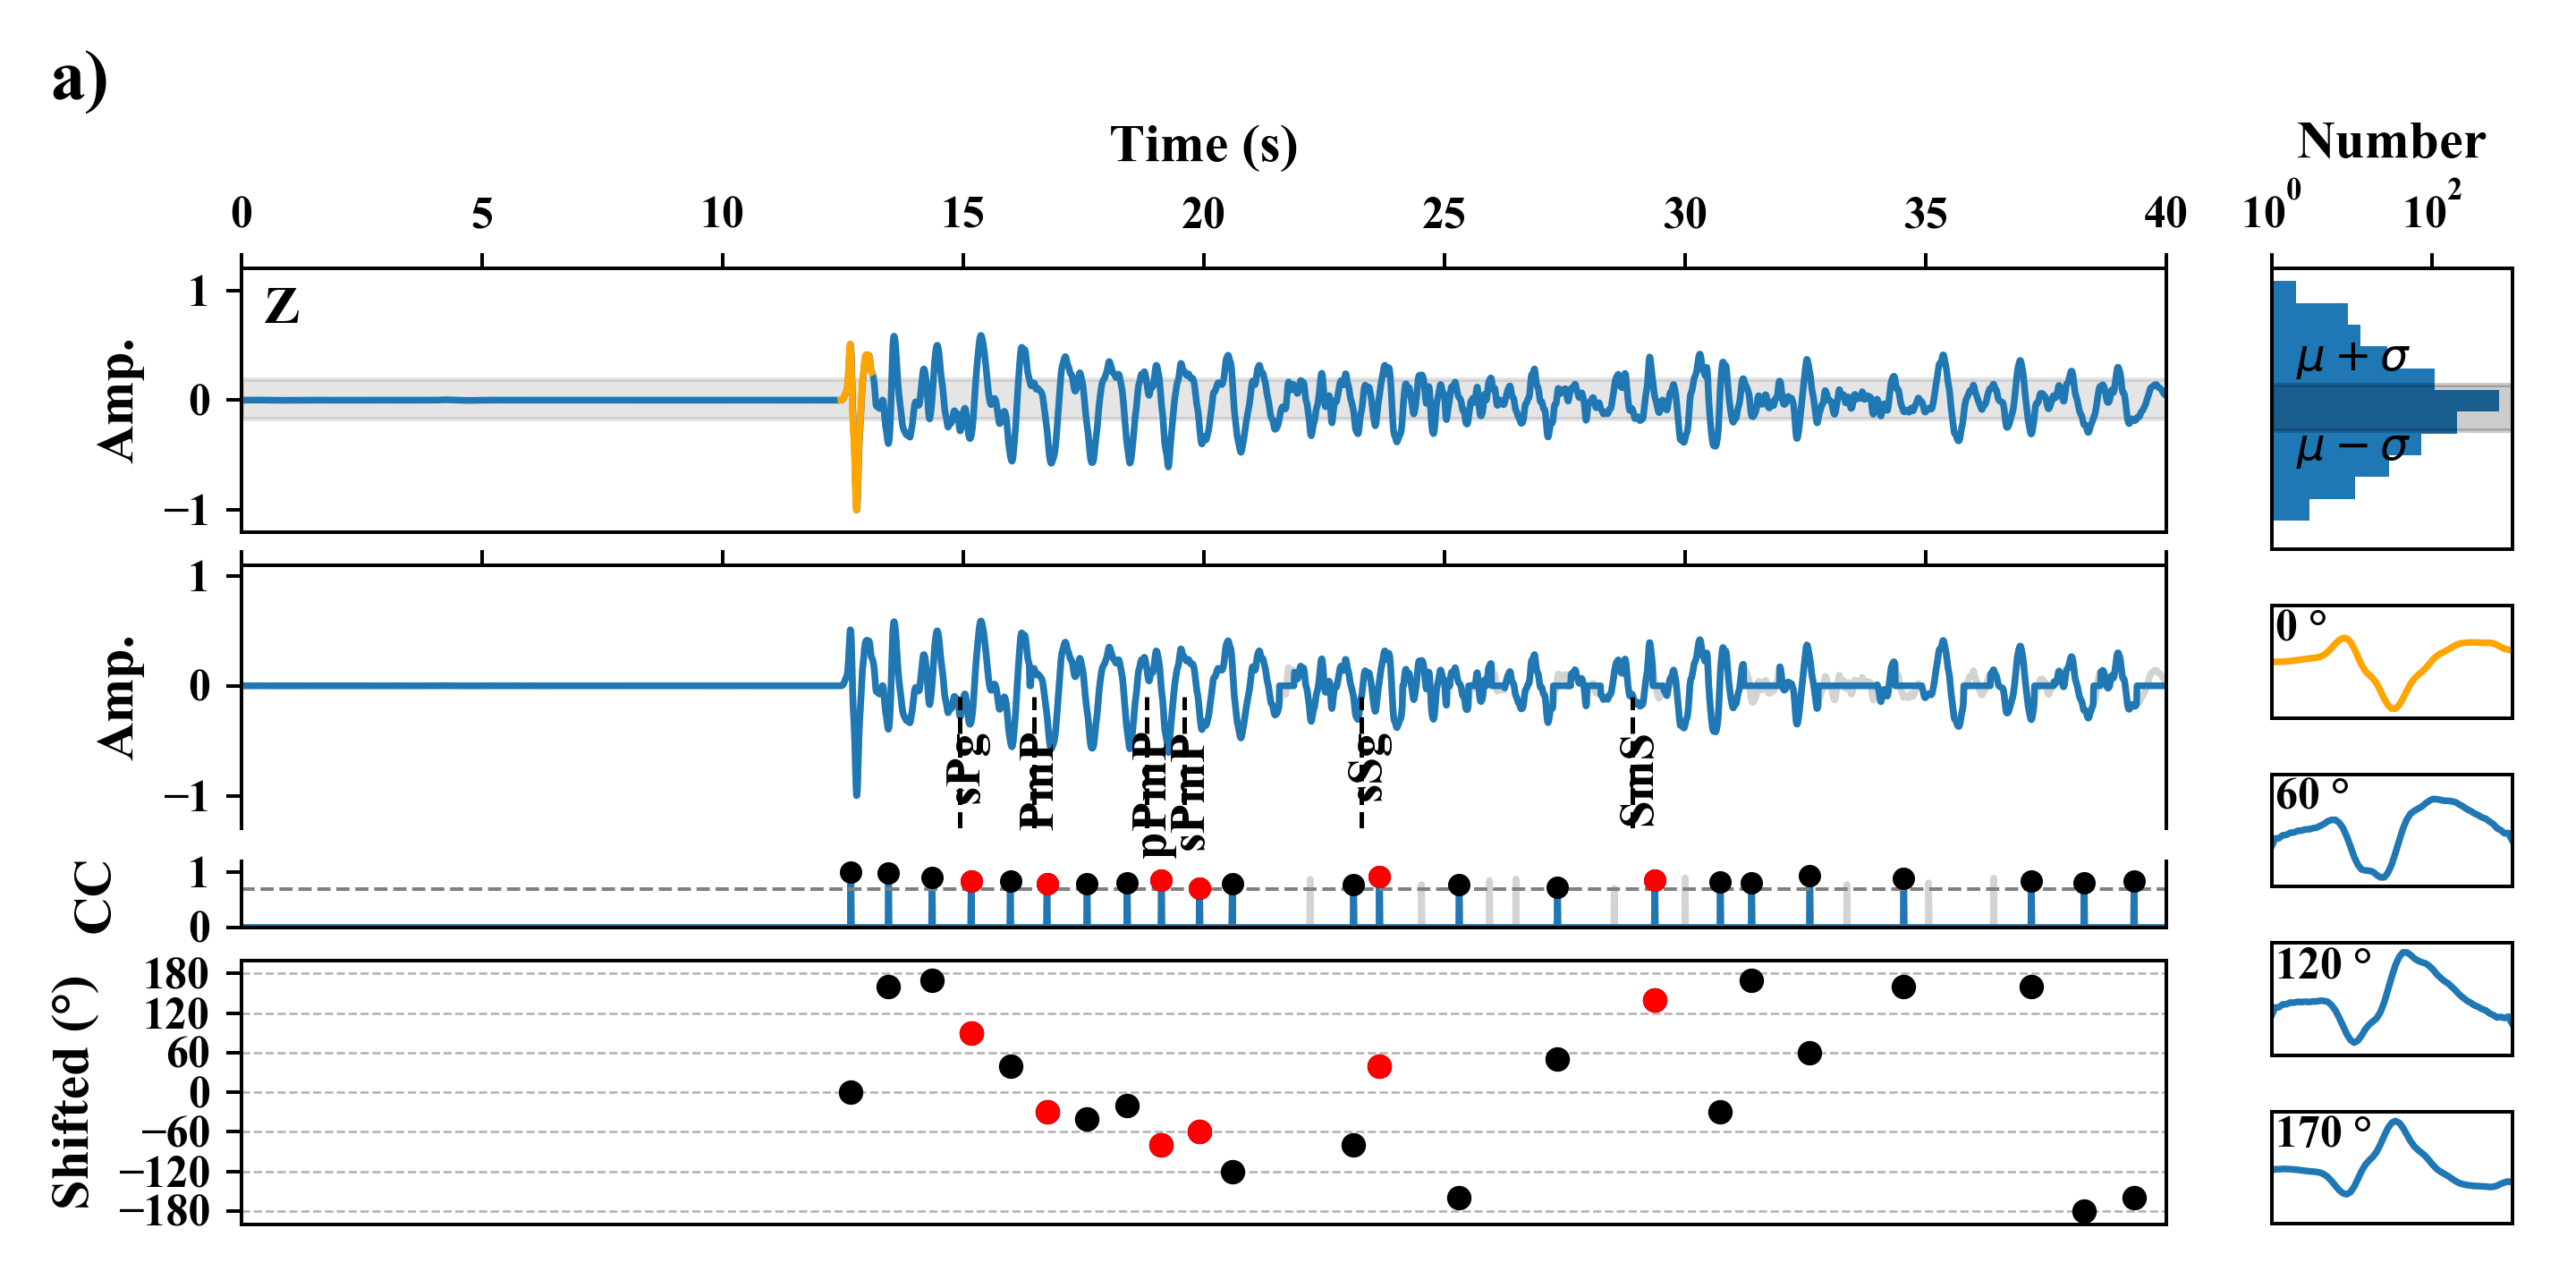 a)
Time (s)
Number
0 5 10 15 20 25 30 35 40
10^0 10^2
Z
Amp.
1
0
−1
μ + σ
μ − σ
Amp.
1
0
−1
sPg
PmP
pPmP
sPmP
sSg
SmS
0 °
60 °
CC
1
0
Shifted (°)
180
120
60
0
−60
−120
−180
120 °
170 °